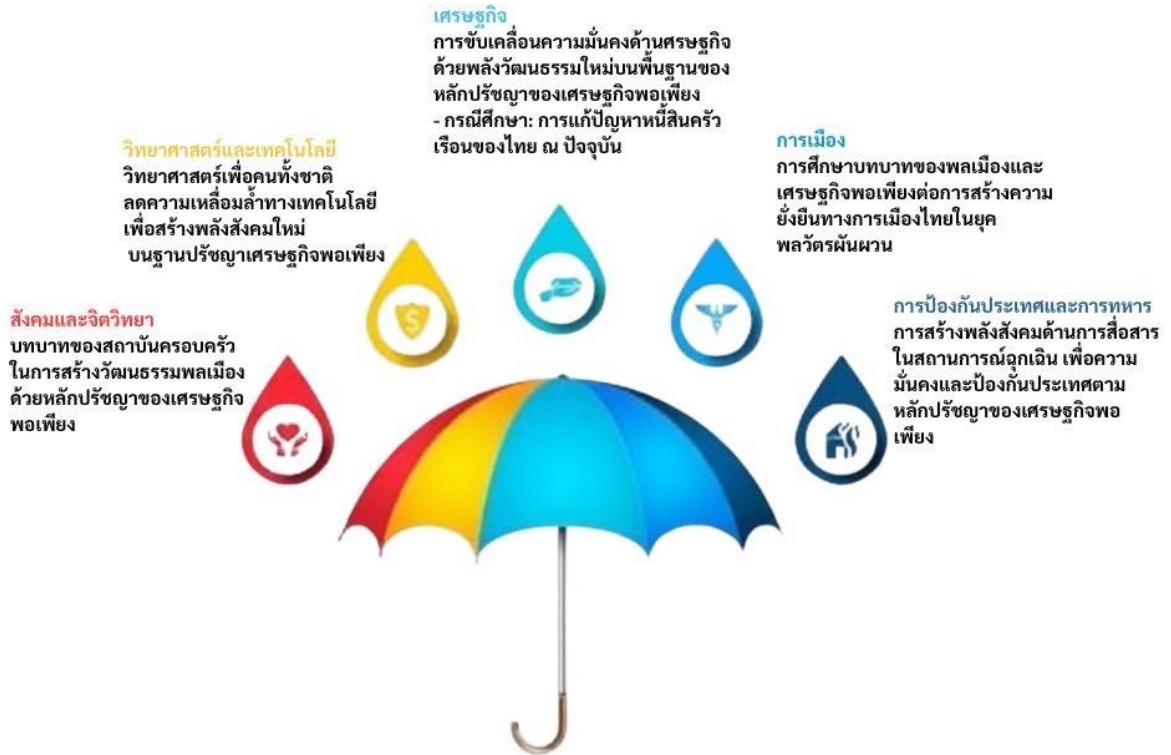 เศรษฐกิจ
การขับเคลื่อนความมั่นคงด้านศรษฐกิจ
ด้วยพลังวัฒนธรรมใหม่บนพื้นฐานของ
หลักปรัชญาของเศรษฐกิจพอเพียง
- กรณีศึกษา: การแก้ปัญหาหนี้สินครัว
เรือนของไทย ณ ปัจจุบัน
วิทยาศาสตร์และเทคโนโลยี
วิทยาศาสตร์เพื่อคนทั้งชาติ
ลดความเหลื่อมล้ำทางเทคโนโลยี
เพื่อสร้างพลังสังคมใหม่
บนฐานปรัชญาเศรษฐกิจพอเพียง
การเมือง
การศึกษาบทบาทของพลเมืองและ
เศรษฐกิจพอเพียงต่อการสร้างความ
ยั่งยืนทางการเมืองไทยในยุค
พลวัตรผันผวน
สังคมและจิตวิทยา
บทบาทของสถาบันครอบครัว
ในการสร้างวัฒนธรรมพลเมือง
ด้วยหลักปรัชญาของเศรษฐกิจ
พอเพียง
การป้องกันประเทศและการทหาร
การสร้างพลังสังคมด้านการสื่อสาร
ในสถานการณ์ฉุกเฉิน เพื่อความ
มั่นคงและป้องกันประเทศตาม
หลักปรัชญาของเศรษฐกิจพอ
เพียง
S